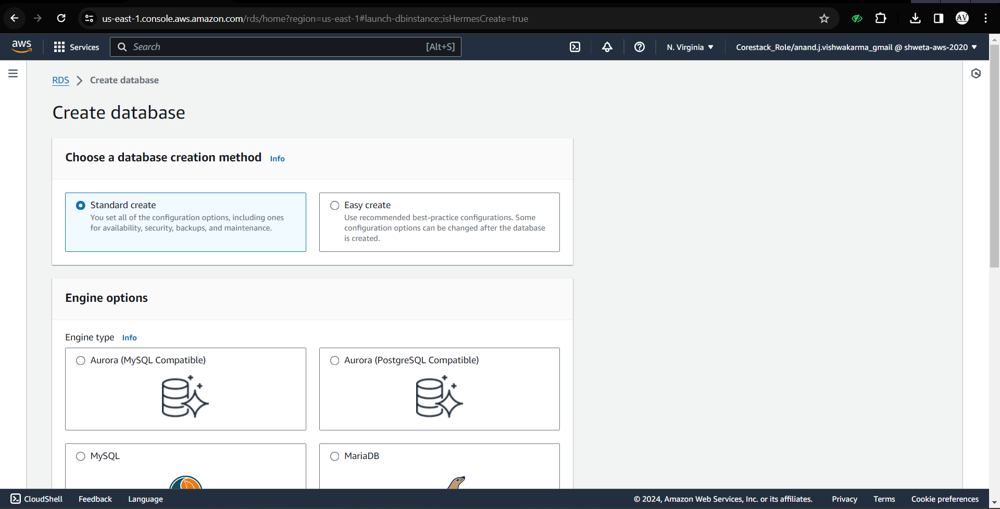 us-east-1.console.aws.amazon.com/rds/home?region=us-east-1#launch-dbinstance:;isHermesCreate=true
AV
aws
Services
Search
[Alt+S]
N. Virginia
Corestack_Role/anand.j.vishwakarma_gmail @ shweta-aws-2020
RDS
Create database
Create database
Choose a database creation method Info
Standard create
You set all of the configuration options, including ones
for availability, security, backups, and maintenance.
Easy create
Use recommended best-practice configurations. Some
configuration options can be changed after the database
is created.
Engine options
Engine type Info
Aurora (MySQL Compatible)
Aurora (PostgreSQL Compatible)
MySQL
MariaDB
CloudShell
Feedback
Language
© 2024, Amazon Web Services, Inc. or its affiliates.
Privacy
Terms
Cookie preferences